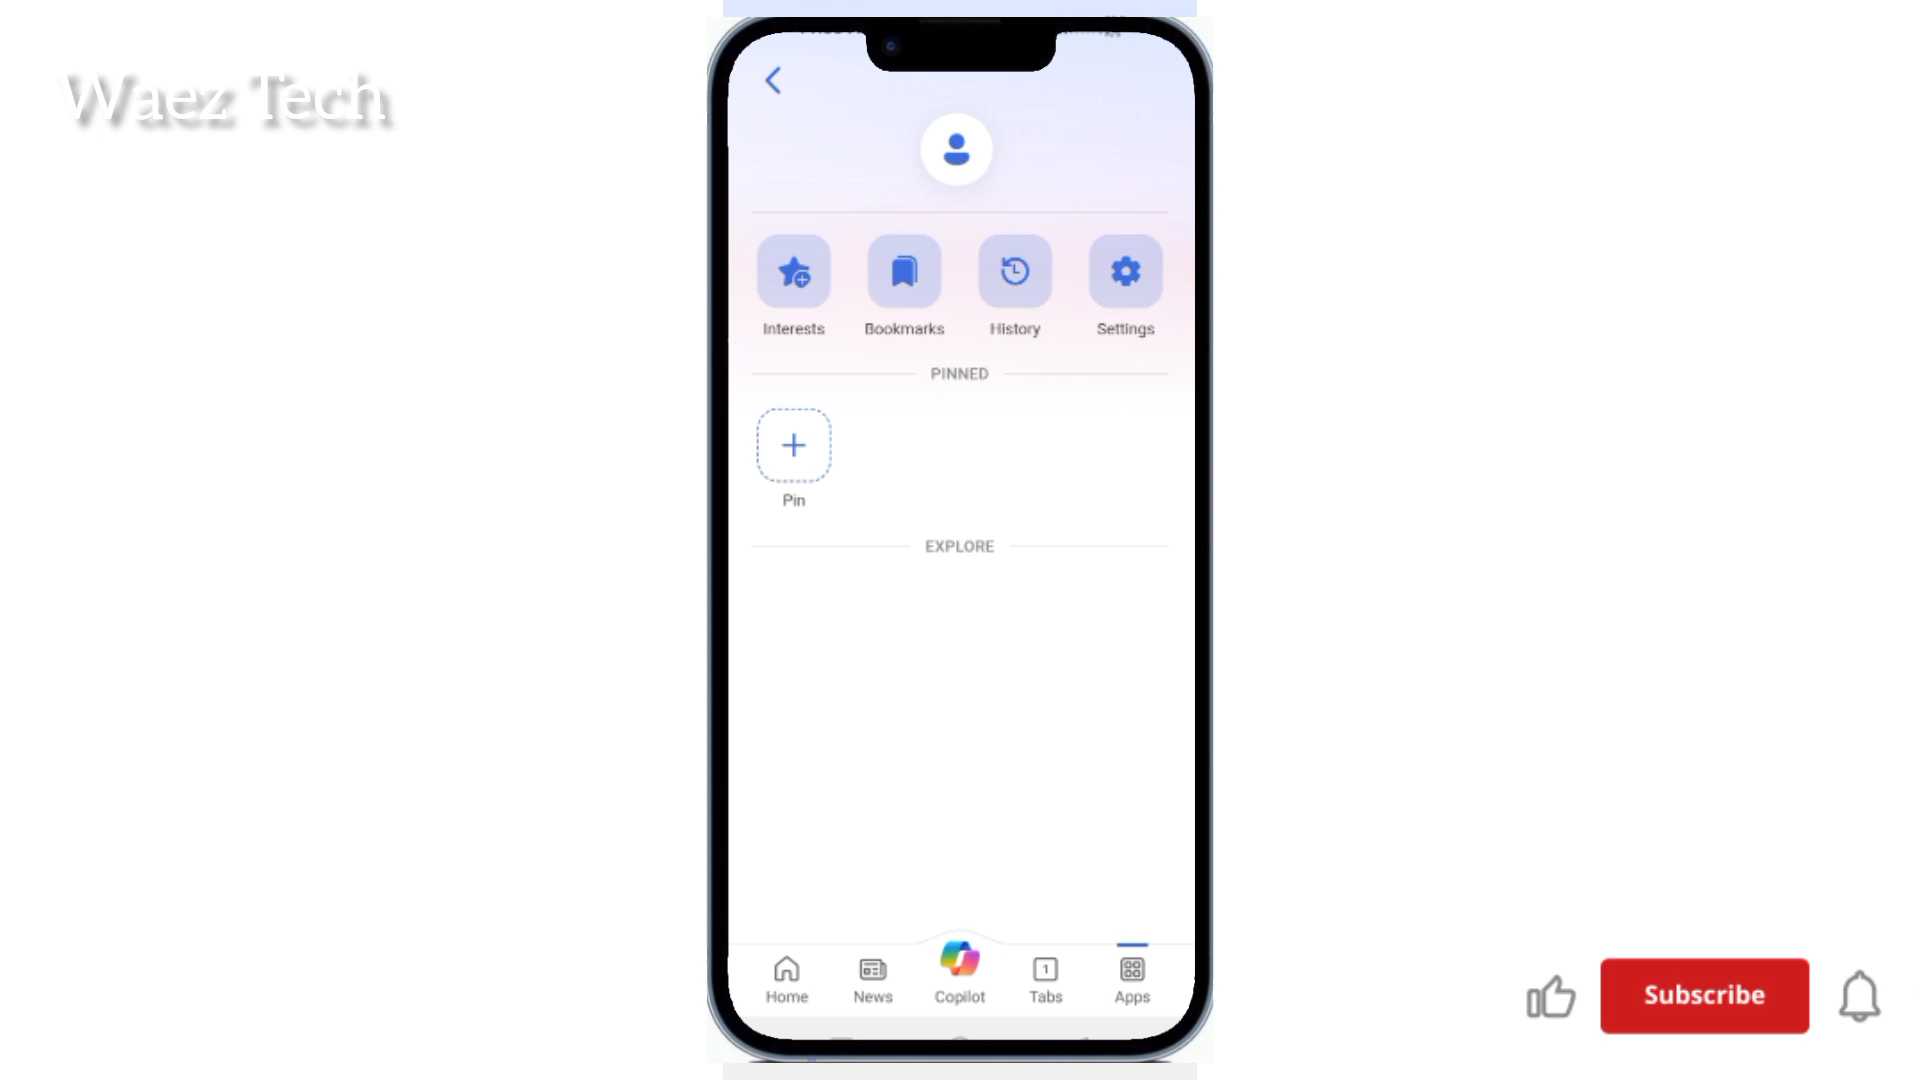 Waez Tech
Interests Bookmarks History Settings
PINNED
Pin
EXPLORE
1
Home News Copilot Tabs Apps
Subscribe